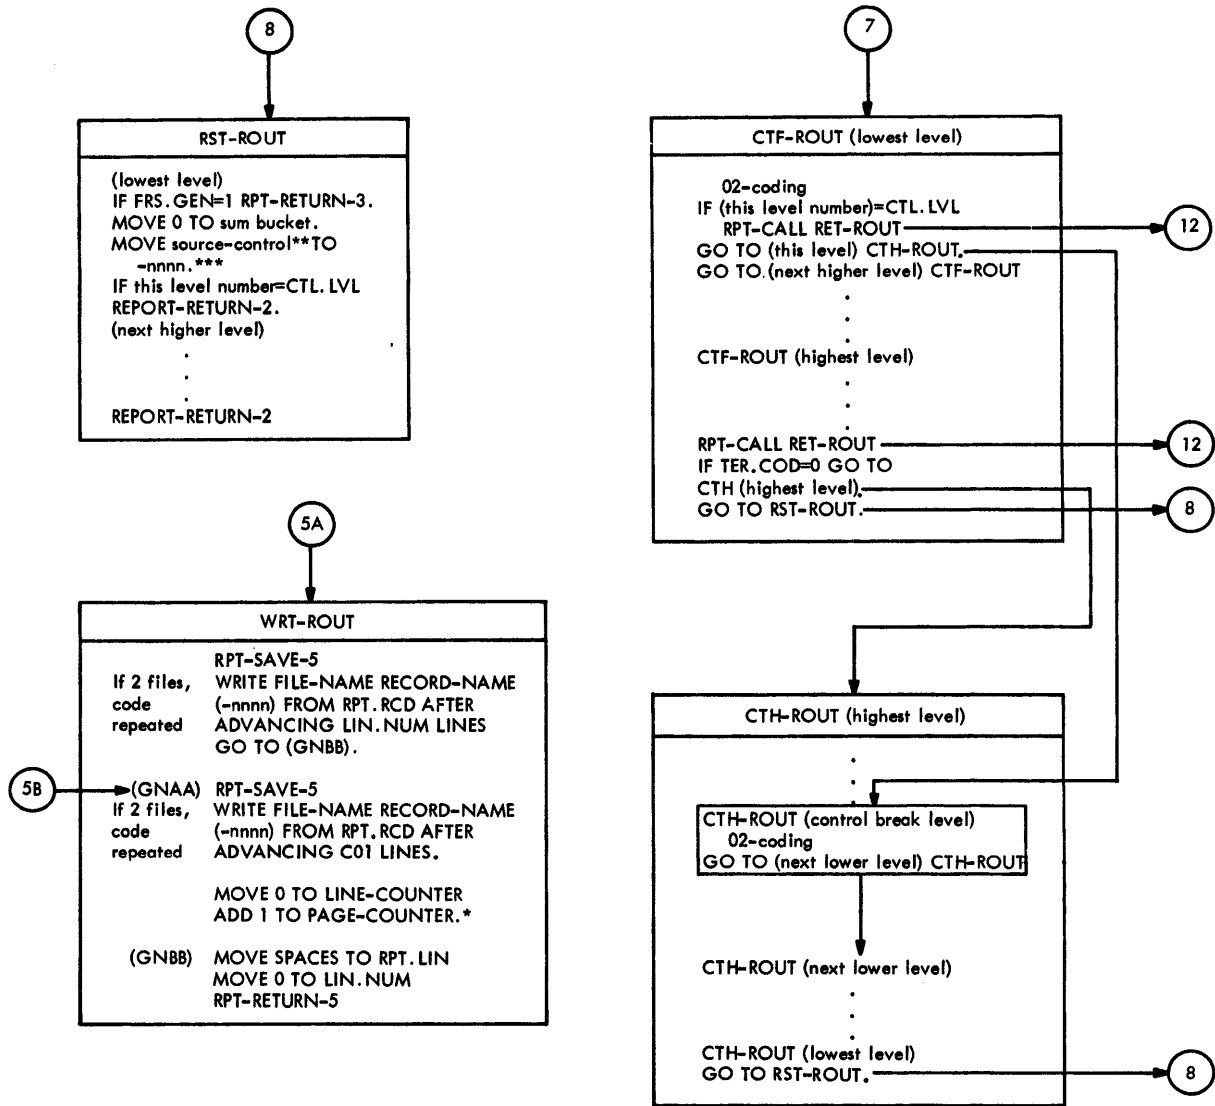 8
RST-ROUT
(lowest level)
IF FRS.GEN=1 RPT-RETURN-3.
MOVE 0 TO sum bucket.
MOVE source-control**TO
-nnnn.***
IF this level number=CTL.LVL
REPORT-RETURN-2.
(next higher level)
.
.
.
REPORT-RETURN-2
7
CTF-ROUT (lowest level)
02-coding
IF (this level number)=CTL.LVL
RPT-CALL RET-ROUT
12
GO TO (this level) CTH-ROUT.
GO TO.(next higher level) CTF-ROUT
.
.
.
CTF-ROUT (highest level)
.
.
.
RPT-CALL RET-ROUT
12
IF TER.COD=0 GO TO
CTH (highest level).
GO TO RST-ROUT.
8
5A
WRT-ROUT
RPT-SAVE-5
If 2 files, WRITE FILE-NAME RECORD-NAME
code (-nnnn) FROM RPT.RCD AFTER
repeated ADVANCING LIN.NUM LINES
GO TO (GNBB).
5B
(GNAA) RPT-SAVE-5
If 2 files, WRITE FILE-NAME RECORD-NAME
code (-nnnn) FROM RPT.RCD AFTER
repeated ADVANCING C01 LINES.
MOVE 0 TO LINE-COUNTER
ADD 1 TO PAGE-COUNTER.*
(GNBB) MOVE SPACES TO RPT.LIN
MOVE 0 TO LIN.NUM
RPT-RETURN-5
CTH-ROUT (highest level)
.
.
.
CTH-ROUT (control break level)
02-coding
GO TO (next lower level) CTH-ROUT
CTH-ROUT (next lower level)
.
.
.
CTH-ROUT (lowest level)
GO TO RST-ROUT.
8